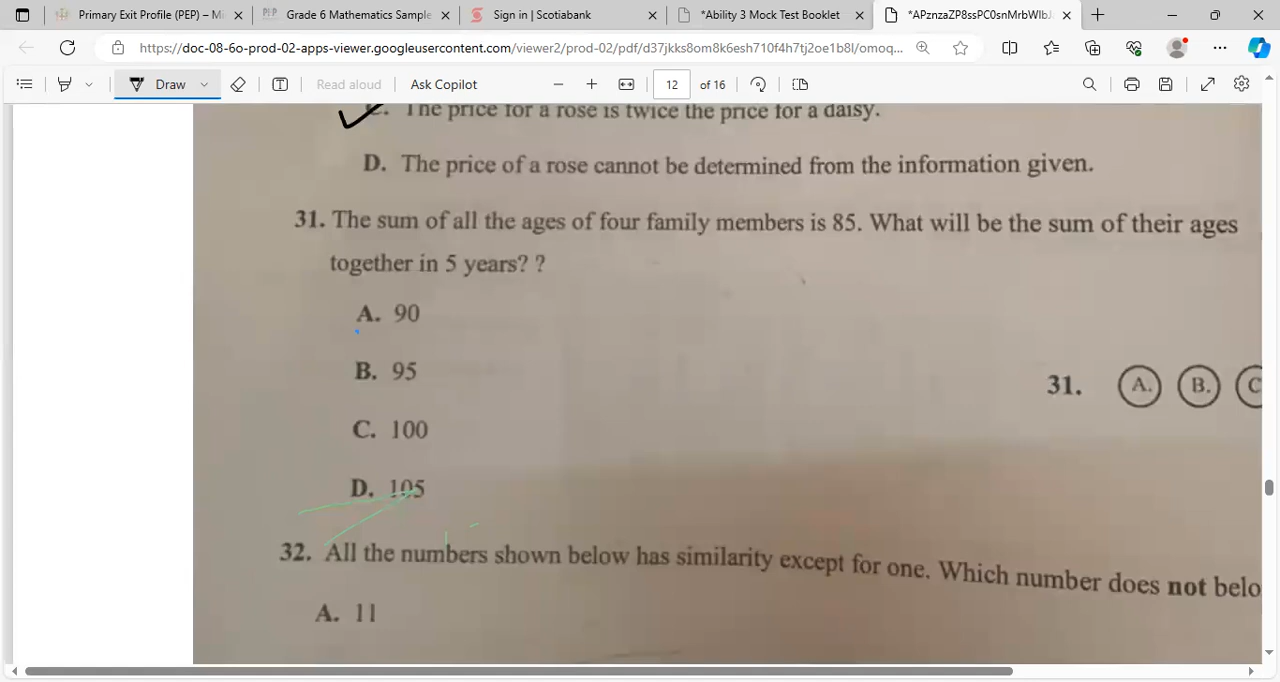 Primary Exit Profile (PEP) – Mi
Grade 6 Mathematics Sample
Sign in | Scotiabank
*Ability 3 Mock Test Booklet
*APznzaZP8ssPC0snMrbWlbJ
https://doc-08-6o-prod-02-apps-viewer.googleusercontent.com/viewer2/prod-02/pdf/d37jkks8om8k6esh710f4h7tj2oe1b8l/omoq...
Draw
Read aloud
Ask Copilot
12 of 16
C. The price for a rose is twice the price for a daisy.
D. The price of a rose cannot be determined from the information given.
31. The sum of all the ages of four family members is 85. What will be the sum of their ages
together in 5 years? ?
A. 90
B. 95
31. A. B. C
C. 100
D. 105
32. All the numbers shown below has similarity except for one. Which number does not belo
A. 11